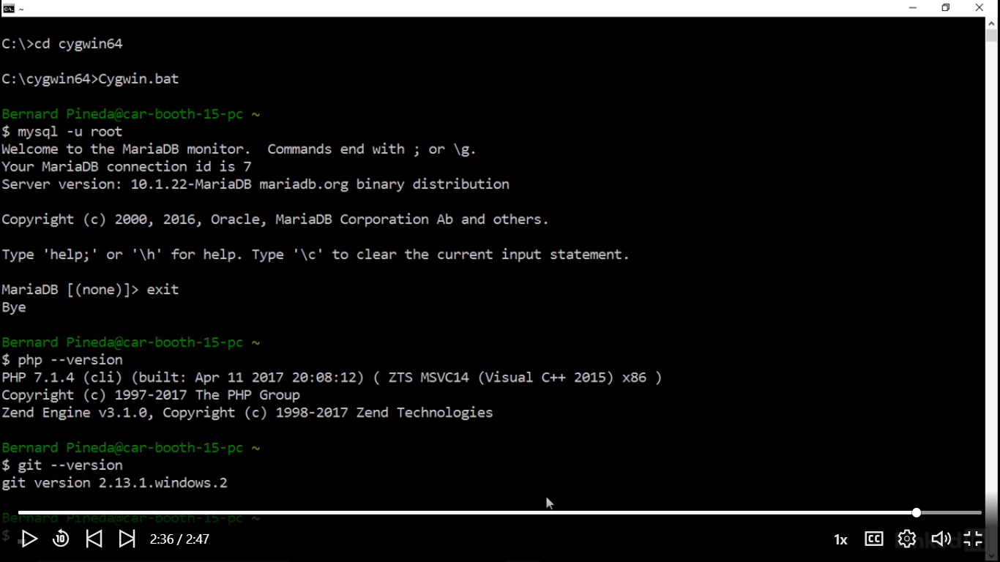 ~
C:\>cd cygwin64
C:\cygwin64>Cygwin.bat
Bernard Pineda@car-booth-15-pc ~
$ mysql -u root
Welcome to the MariaDB monitor.  Commands end with ; or \g.
Your MariaDB connection id is 7
Server version: 10.1.22-MariaDB mariadb.org binary distribution
Copyright (c) 2000, 2016, Oracle, MariaDB Corporation Ab and others.
Type 'help;' or '\h' for help. Type '\c' to clear the current input statement.
MariaDB [(none)]> exit
Bye
Bernard Pineda@car-booth-15-pc ~
$ php --version
PHP 7.1.4 (cli) (built: Apr 11 2017 20:08:12) ( ZTS MSVC14 (Visual C++ 2015) x86 )
Copyright (c) 1997-2017 The PHP Group
Zend Engine v3.1.0, Copyright (c) 1998-2017 Zend Technologies
Bernard Pineda@car-booth-15-pc ~
$ git --version
git version 2.13.1.windows.2
Bernard Pineda@car-booth-15-pc ~
$
10 2:36 / 2:47 1x CC